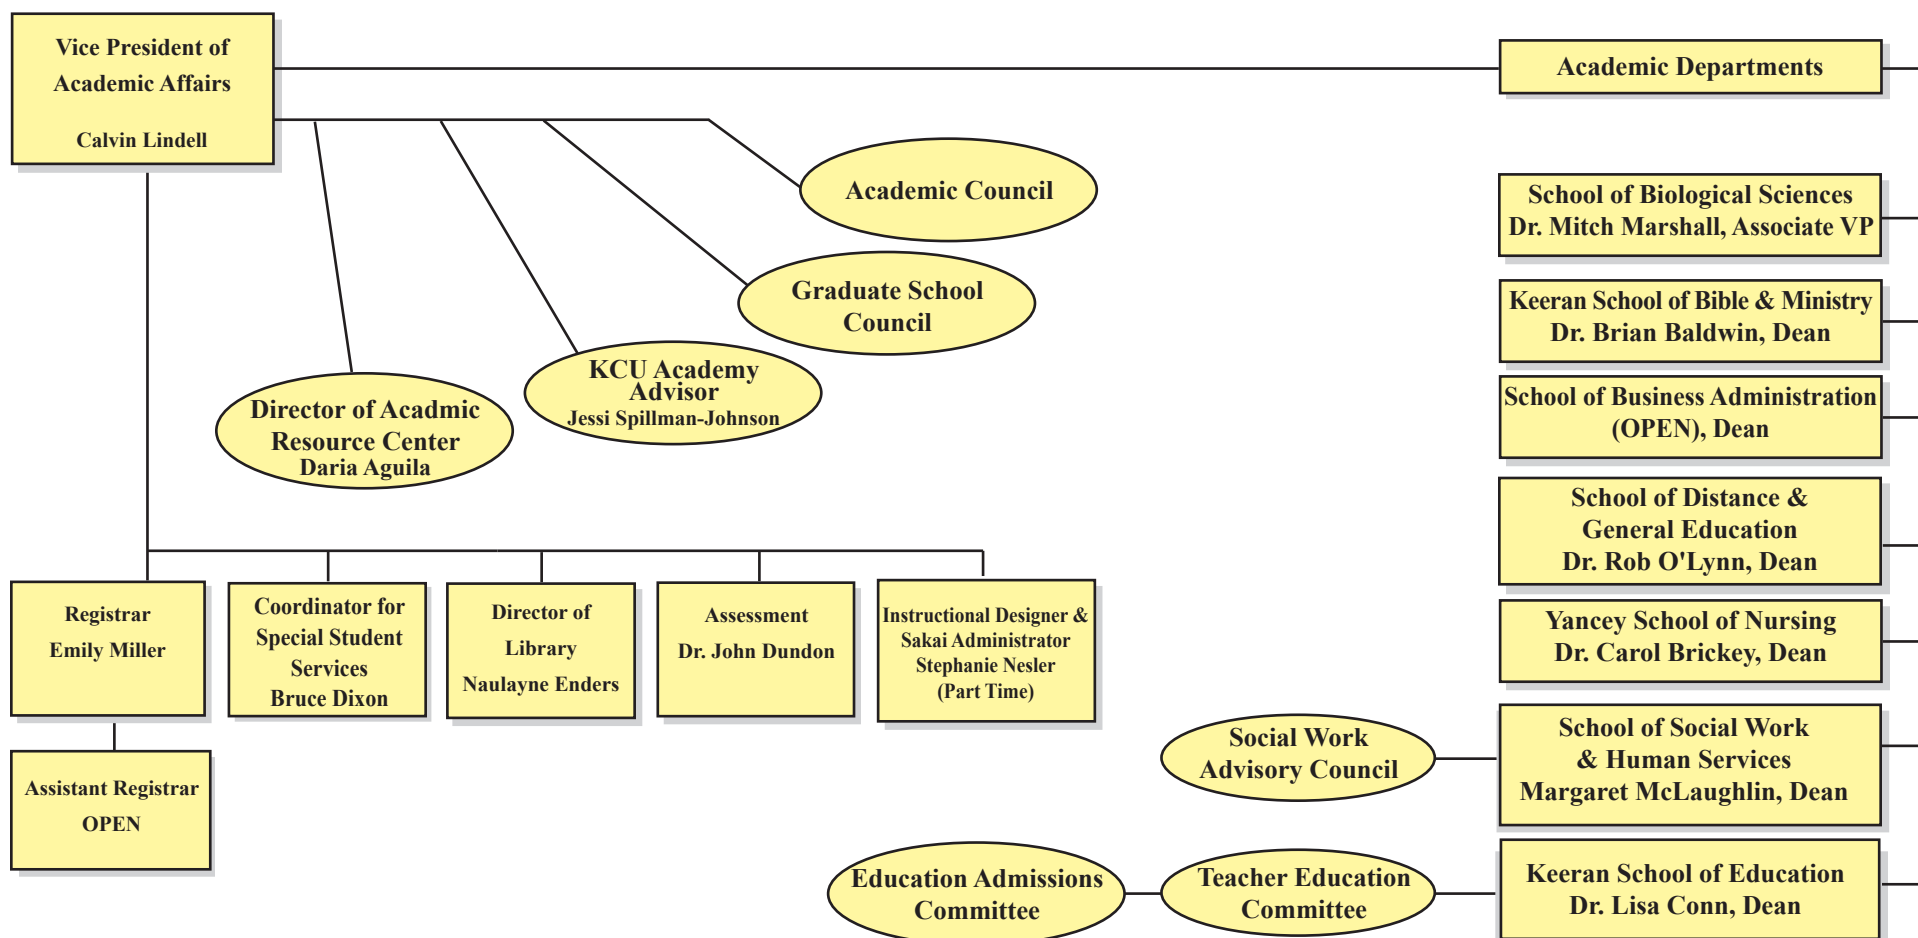 Vice President of
Academic Affairs
Calvin Lindell
Academic Departments
Academic Council
Graduate School
Council
KCU Academy
Advisor
Jessi Spillman-Johnson
Director of Acadmic
Resource Center
Daria Aguila
School of Biological Sciences
Dr. Mitch Marshall, Associate VP
Keeran School of Bible & Ministry
Dr. Brian Baldwin, Dean
School of Business Administration
(OPEN), Dean
School of Distance &
General Education
Dr. Rob O'Lynn, Dean
Yancey School of Nursing
Dr. Carol Brickey, Dean
Registrar
Emily Miller
Coordinator for
Special Student
Services
Bruce Dixon
Director of
Library
Naulayne Enders
Assessment
Dr. John Dundon
Instructional Designer &
Sakai Administrator
Stephanie Nesler
(Part Time)
Assistant Registrar
OPEN
Social Work
Advisory Council
School of Social Work
& Human Services
Margaret McLaughlin, Dean
Education Admissions
Committee
Teacher Education
Committee
Keeran School of Education
Dr. Lisa Conn, Dean